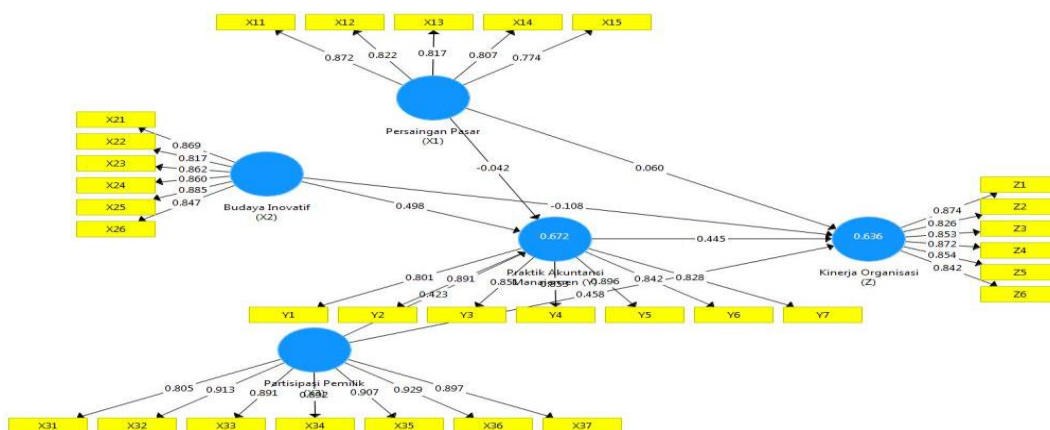 X11
X12
X13
X14
X15
0.872
0.822
0.817
0.807
0.774
Persaingan Pasar
(X1)
X21
X22
X23
X24
X25
X26
0.869
0.817
0.862
0.860
0.885
0.847
Budaya Inovatif
(X2)
-0.042
0.060
0.498
-0.108
0.672
0.445
Praktik Akuntansi
Manajemen (Y)
0.636
Kinerja Organisasi
(Z)
Z1
Z2
Z3
Z4
Z5
Z6
0.874
0.826
0.853
0.872
0.854
0.842
0.801
0.891
0.896
0.842
0.828
0.423
0.458
Y1
Y2
Y3
Y4
Y5
Y6
Y7
Partisipasi Pemilik
0.805
0.913
0.891
0.907
0.929
0.897
X31
X32
X33
X34
X35
X36
X37